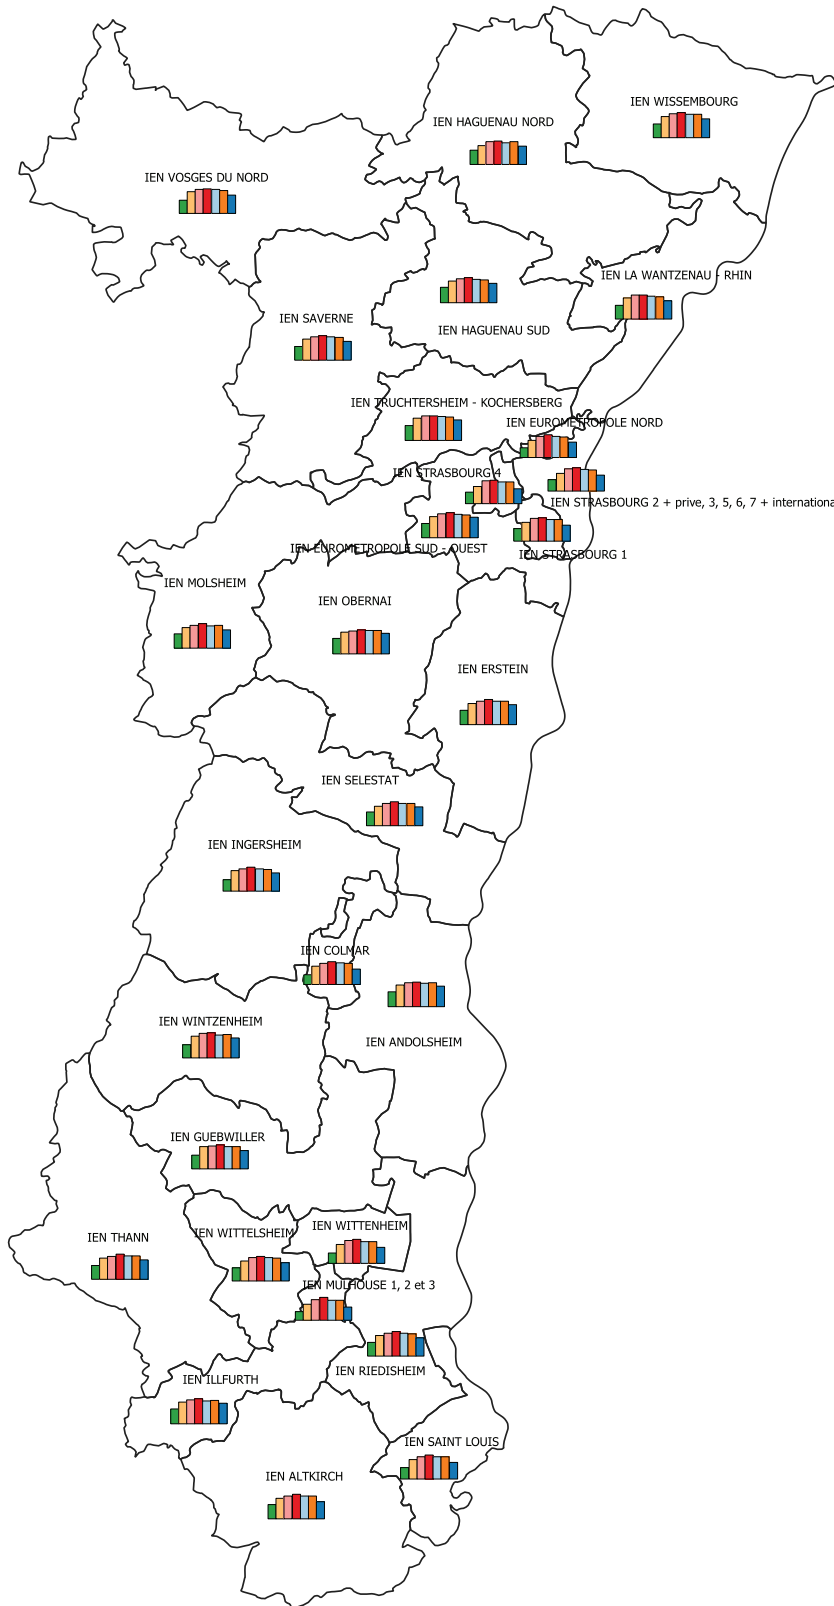 IEN WISSEMBOURG
IEN HAGUENAU NORD
IEN VOSGES DU NORD
IEN LA WANTZENAU - RHIN
IEN SAVERNE
IEN HAGUENAU SUD
IEN TRUCHTERSHEIM - KOCHERSBERG
IEN EUROMETROPOLE NORD
IEN STRASBOURG 4
IEN STRASBOURG 2 + prive, 3, 5, 6, 7 + internationa
IEN EUROMETROPOLE SUD - OUEST
IEN STRASBOURG 1
IEN MOLSHEIM
IEN OBERNAI
IEN ERSTEIN
IEN SELESTAT
IEN INGERSHEIM
IEN COLMAR
IEN WINTZENHEIM
IEN ANDOLSHEIM
IEN GUEBWILLER
IEN WITTENHEIM
IEN WITTELSHEIM
IEN THANN
IEN MULHOUSE 1, 2 et 3
IEN RIEDISHEIM
IEN ILLFURTH
IEN SAINT LOUIS
IEN ALTKIRCH